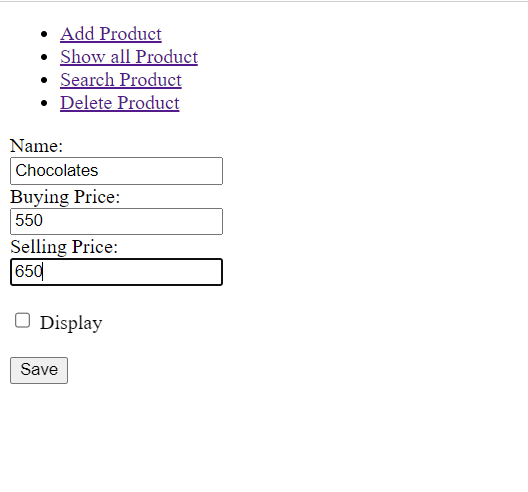 Add Product
Show all Product
Search Product
Delete Product
Name:
Chocolates
Buying Price:
550
Selling Price:
650
Display
Save